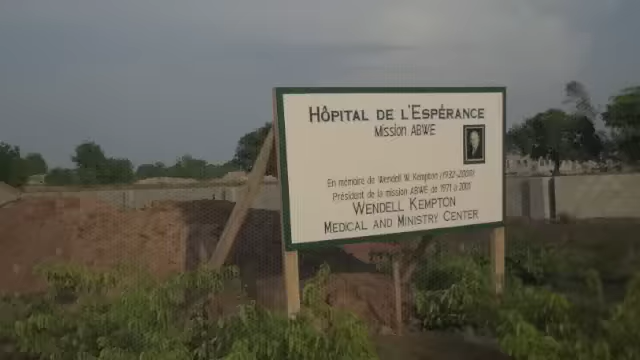 HÔPITAL DE L'ESPÉRANCE
Mission ABWE
En mémoire de Wendell W. Kempton (1932-2008)
Président de la mission ABWE de 1971 à 2001
WENDELL KEMPTON
MEDICAL AND MINISTRY CENTER